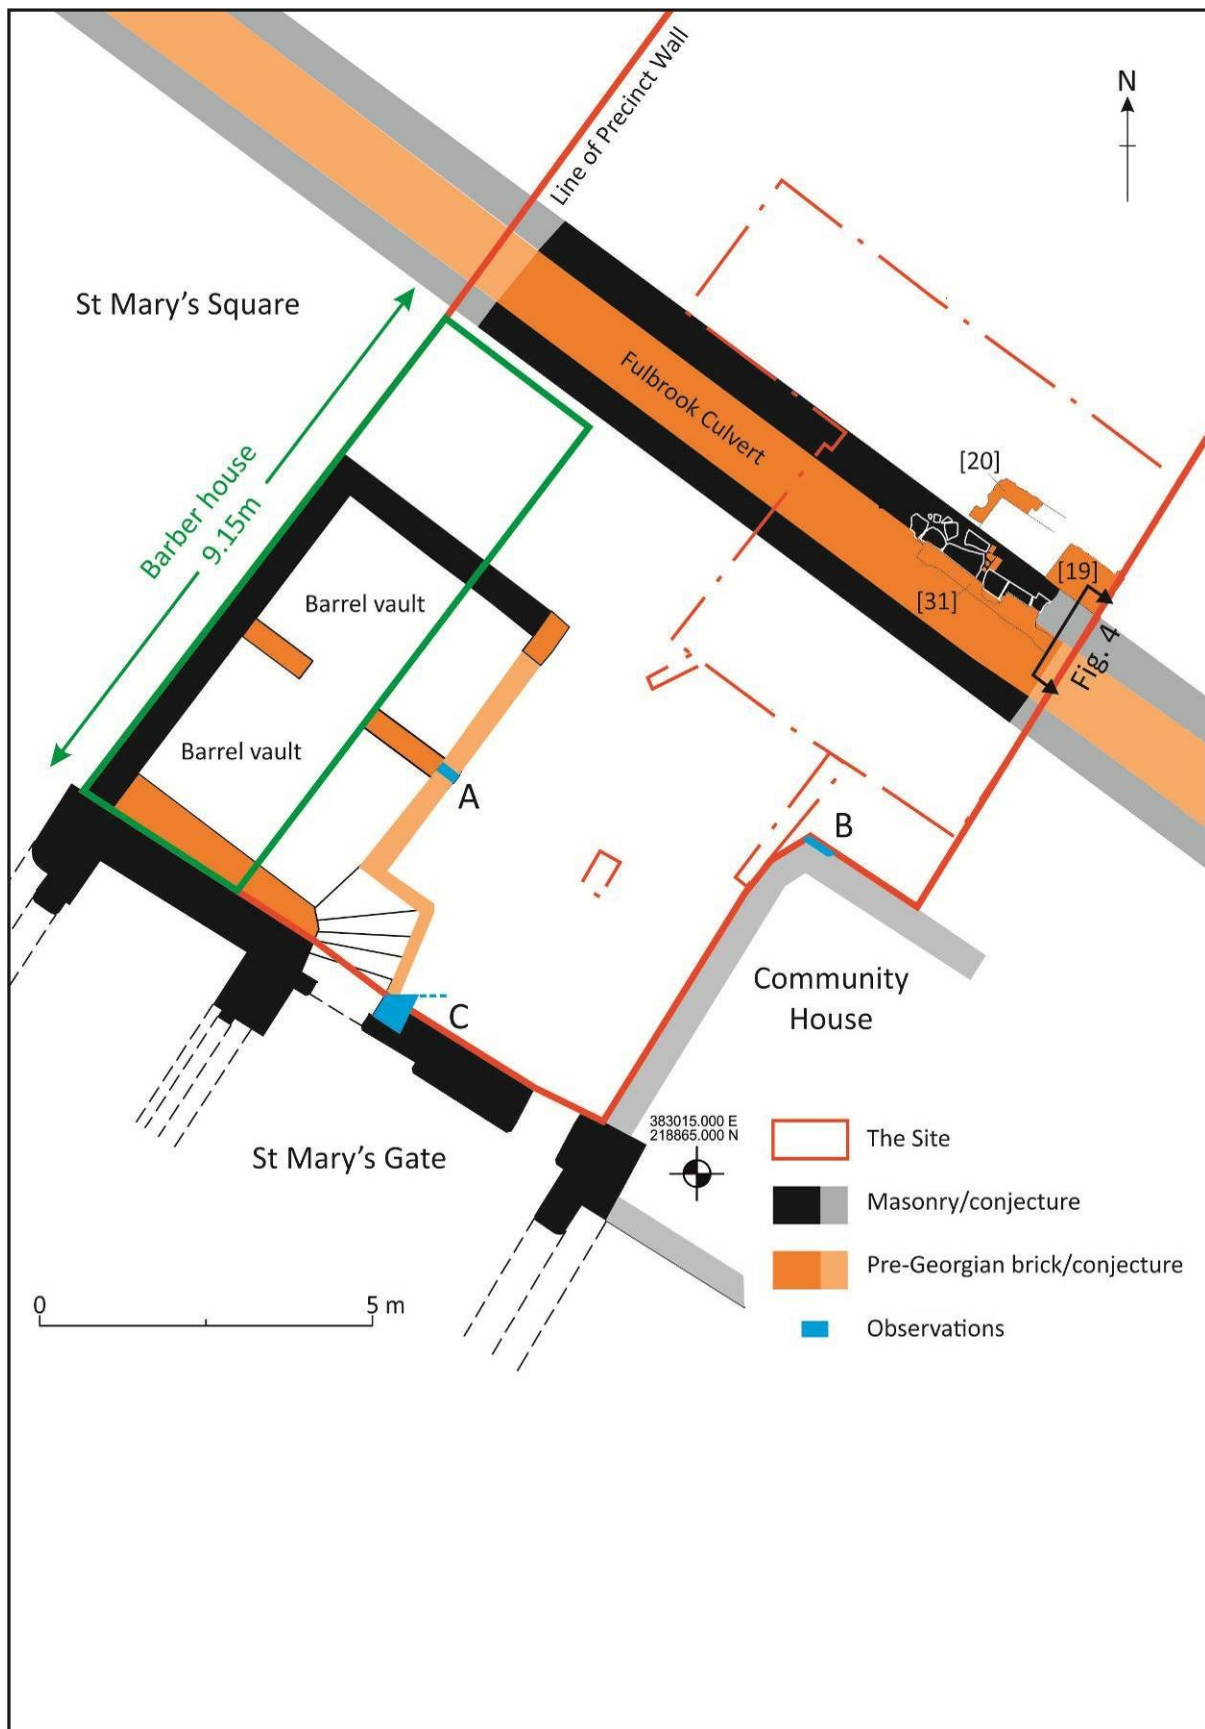 Line of Precinct Wall
N
St Mary's Square
Fulbrook Culvert
[20]
[19]
[31]
Fig. 4
Barber house
9.15m
Barrel vault
Barrel vault
A
B
C
Community
House
St Mary's Gate
383015.000 E
218865.000 N
The Site
Masonry/conjecture
Pre-Georgian brick/conjecture
Observations
0
5 m